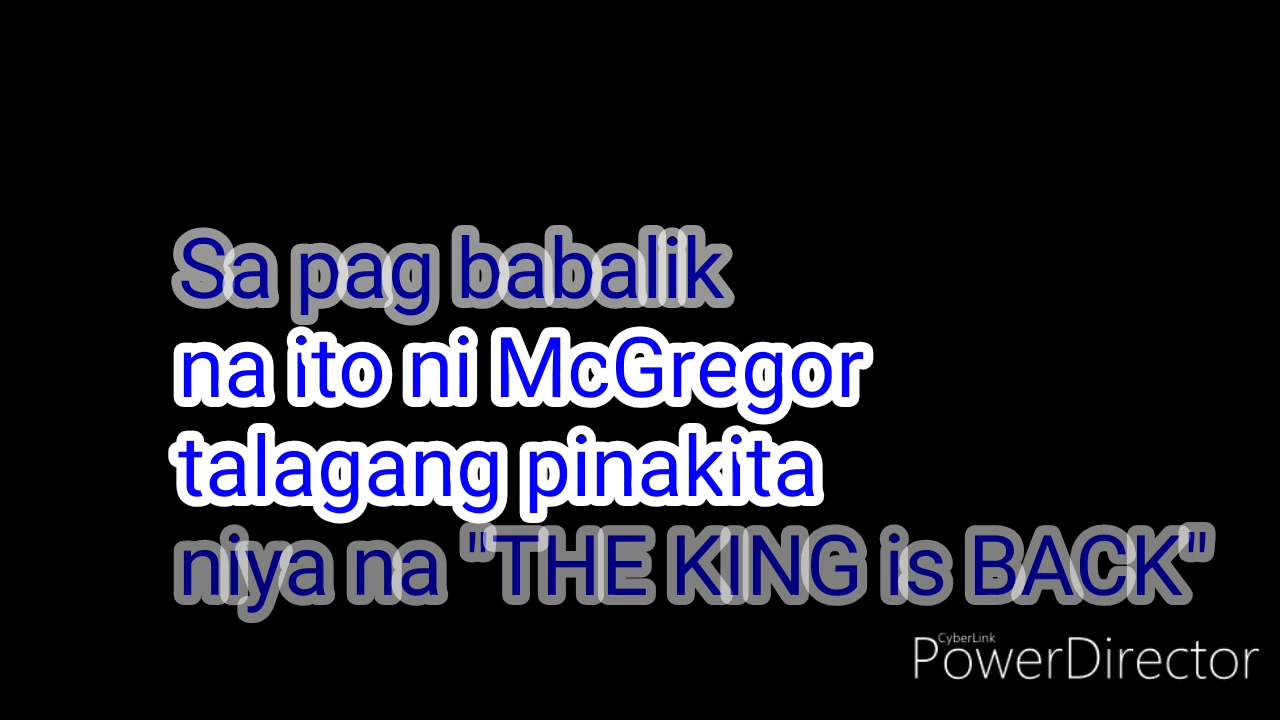 Sa pag babalik
na ito ni McGregor
talagang pinakita
niya na "THE KING is BACK"
CyberLink
PowerDirector